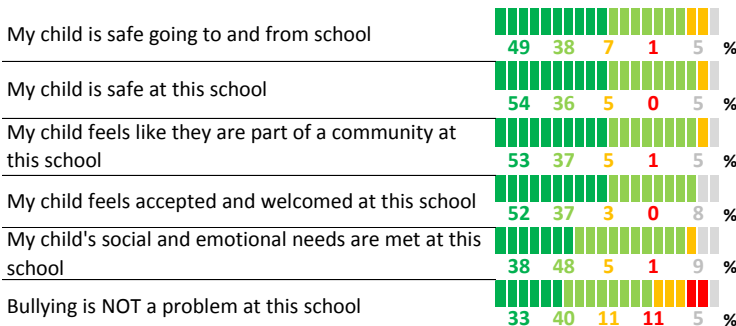 My child is safe going to and from school
49 38 7 1 5 %
My child is safe at this school
54 36 5 0 5 %
My child feels like they are part of a community at
this school
53 37 5 1 5 %
My child feels accepted and welcomed at this school
52 37 3 0 8 %
My child's social and emotional needs are met at this
school
38 48 5 1 9 %
Bullying is NOT a problem at this school
33 40 11 11 5 %